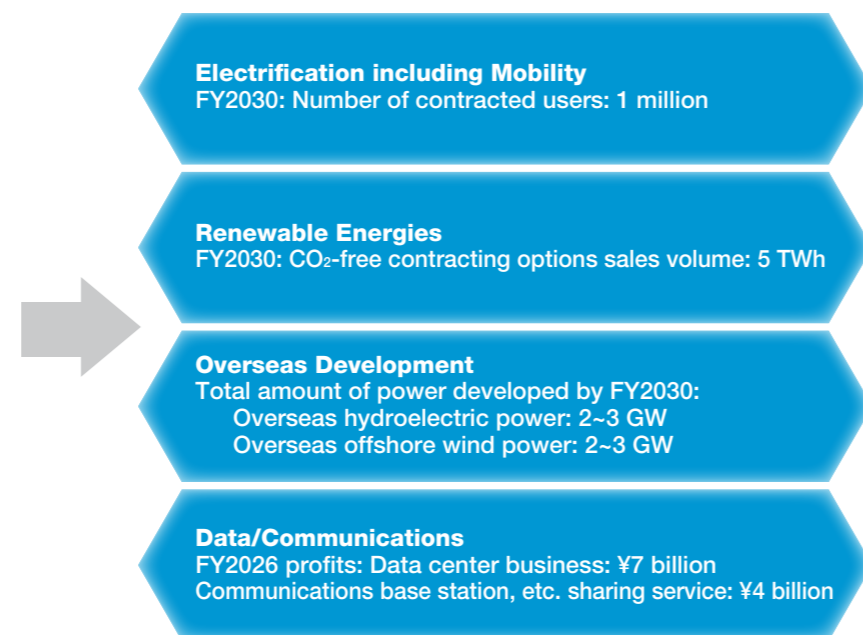 Electrification including Mobility
FY2030: Number of contracted users: 1 million
Renewable Energies
FY2030: CO₂-free contracting options sales volume: 5 TWh
Overseas Development
Total amount of power developed by FY2030:
Overseas hydroelectric power: 2~3 GW
Overseas offshore wind power: 2~3 GW
Data/Communications
FY2026 profits: Data center business: ¥7 billion
Communications base station, etc. sharing service: ¥4 billion